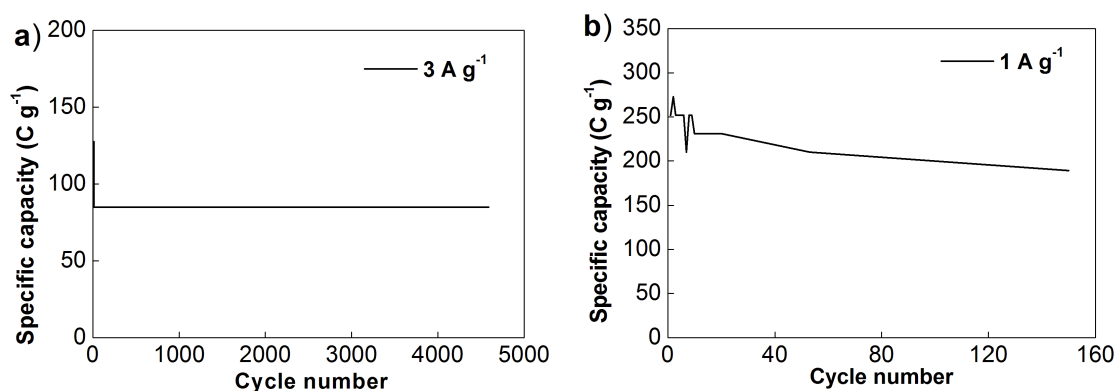 a)
Specific capacity (C g⁻¹)
200
150
100
50
0
3 A g⁻¹
0 1000 2000 3000 4000 5000
Cycle number
b)
Specific capacity (C g⁻¹)
350
300
250
200
150
100
50
0
1 A g⁻¹
0 40 80 120 160
Cycle number